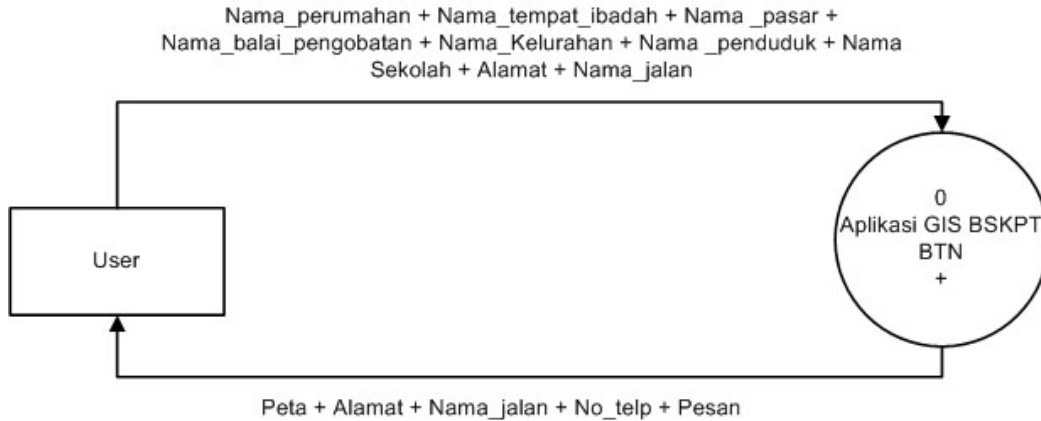 Nama_perumahan + Nama_tempat_ibadah + Nama _pasar +
Nama_balai_pengobatan + Nama_Kelurahan + Nama _penduduk + Nama
Sekolah + Alamat + Nama_jalan
User
0
Aplikasi GIS BSKPT
BTN
+
Peta + Alamat + Nama_jalan + No_telp + Pesan